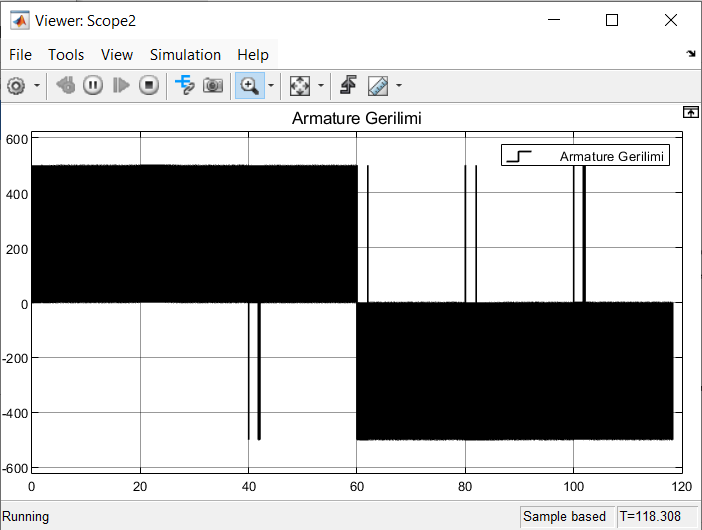 Viewer: Scope2
File Tools View Simulation Help
Armature Gerilimi
Armature Gerilimi
600
400
200
0
-200
-400
-600
0 20 40 60 80 100 120
Running
Sample based T=118.308